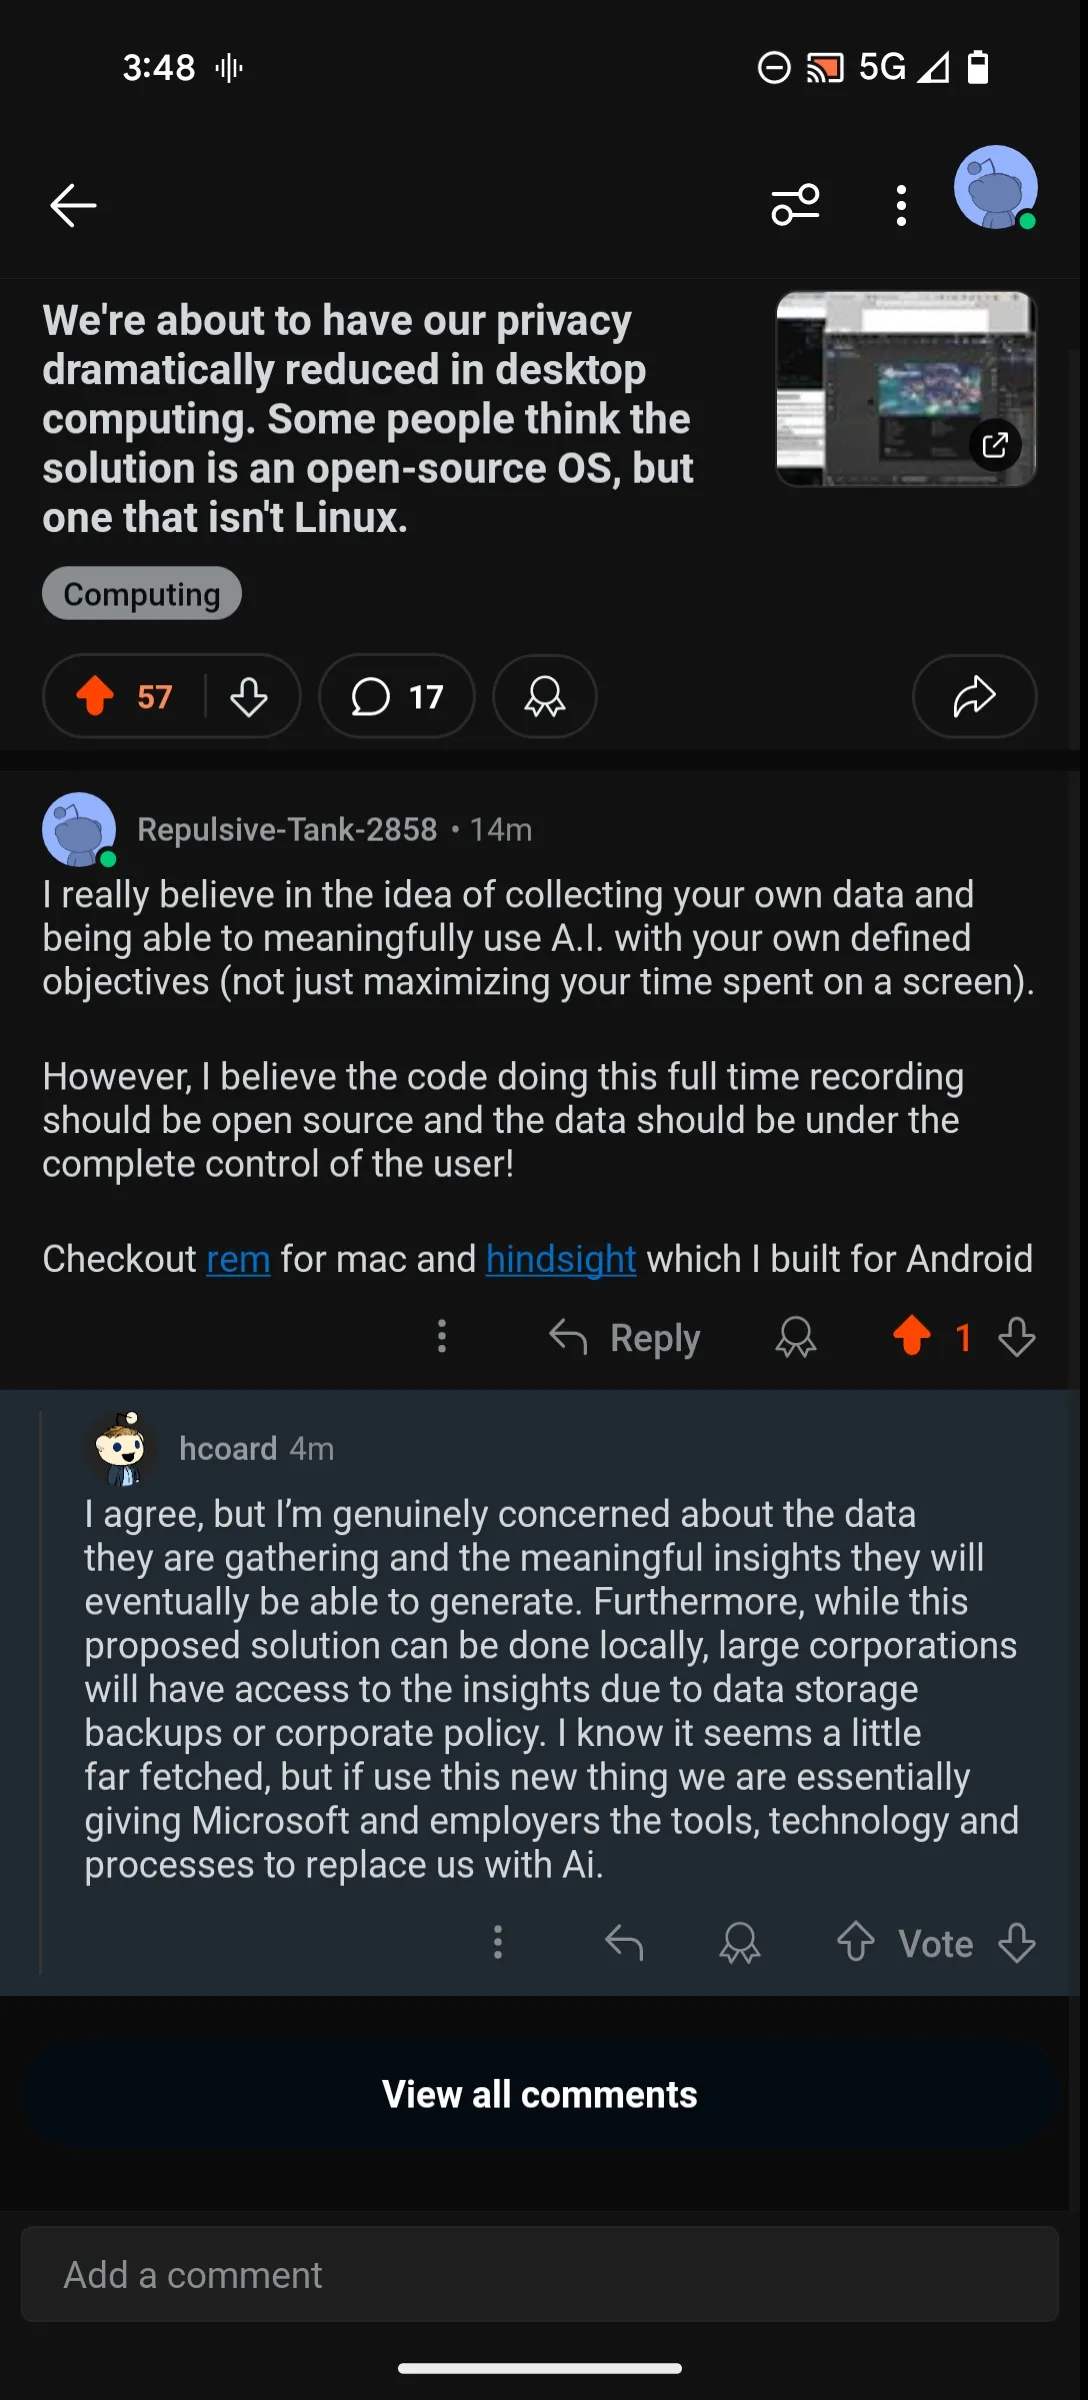 3:48
5G
We're about to have our privacy
dramatically reduced in desktop
computing. Some people think the
solution is an open-source OS, but
one that isn't Linux.
Computing
57
17
Repulsive-Tank-2858 • 14m
I really believe in the idea of collecting your own data and
being able to meaningfully use A.I. with your own defined
objectives (not just maximizing your time spent on a screen).
However, I believe the code doing this full time recording
should be open source and the data should be under the
complete control of the user!
Checkout rem for mac and hindsight which I built for Android
Reply
1
hcoard 4m
I agree, but I’m genuinely concerned about the data
they are gathering and the meaningful insights they will
eventually be able to generate. Furthermore, while this
proposed solution can be done locally, large corporations
will have access to the insights due to data storage
backups or corporate policy. I know it seems a little
far fetched, but if use this new thing we are essentially
giving Microsoft and employers the tools, technology and
processes to replace us with Ai.
Vote
View all comments
Add a comment